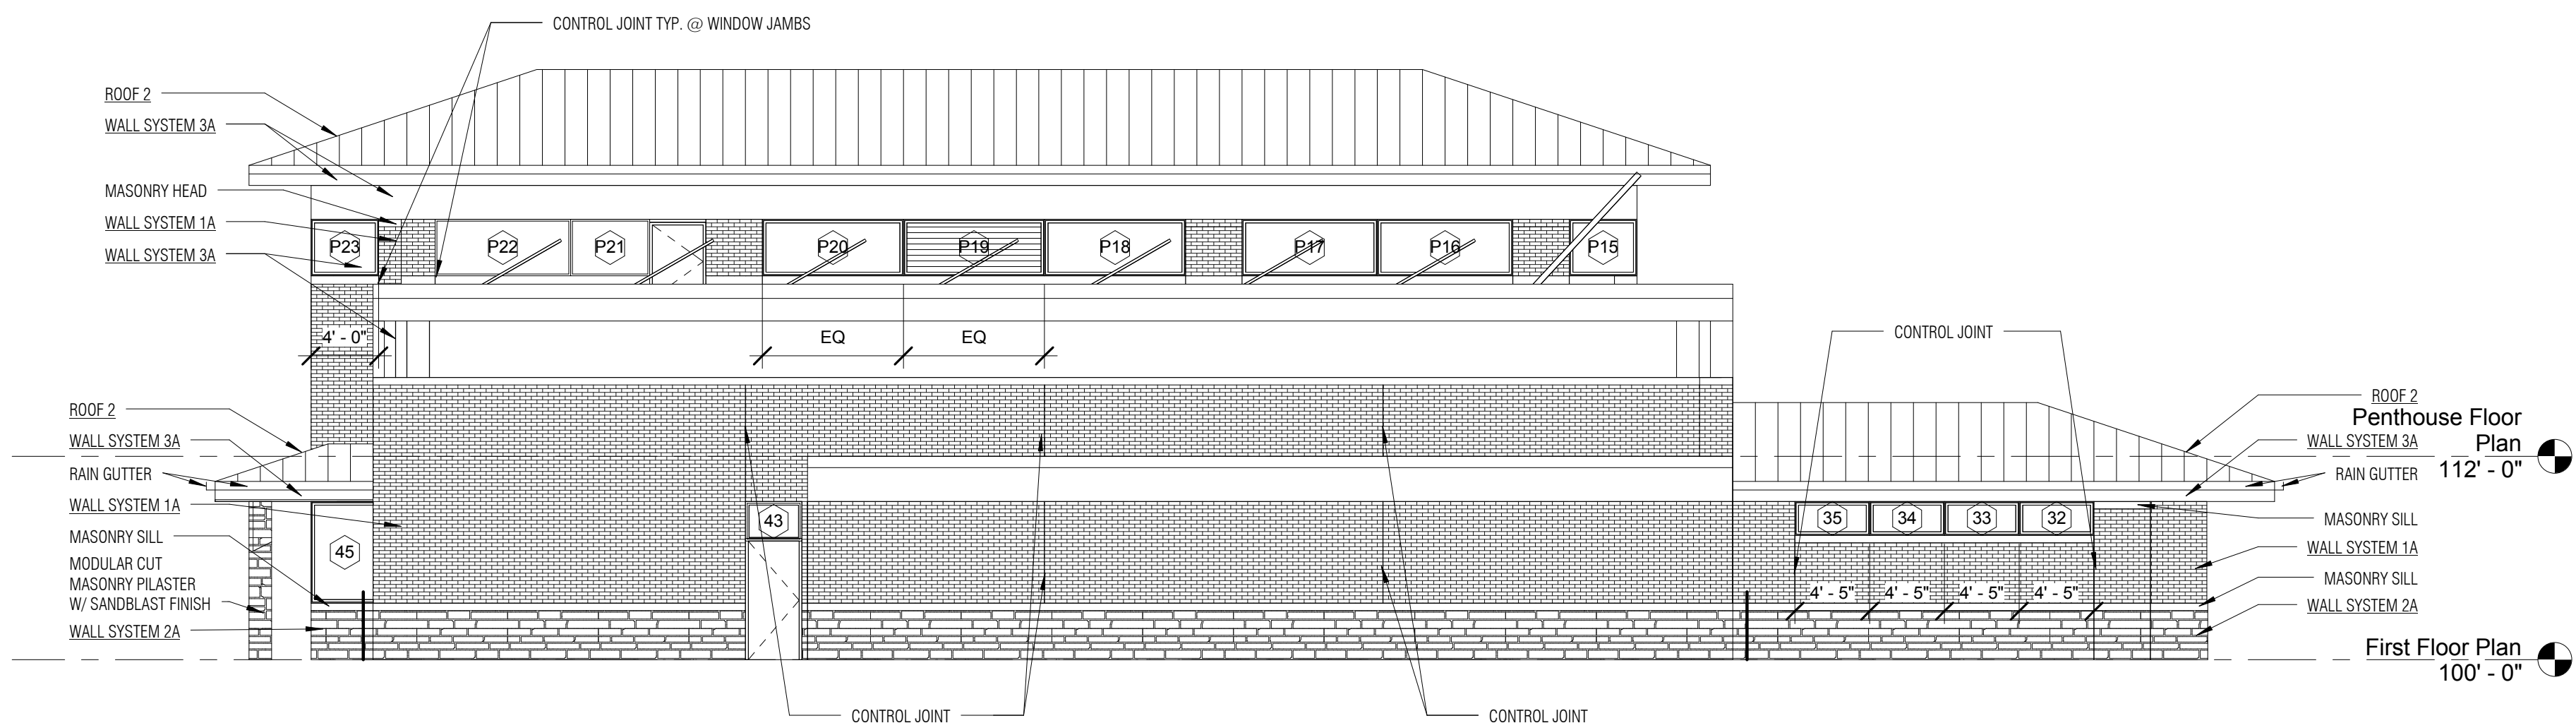 CONTROL JOINT TYP. @ WINDOW JAMBS
ROOF 2
WALL SYSTEM 3A
MASONRY HEAD
WALL SYSTEM 1A
WALL SYSTEM 3A
P23
P22
P21
P20
P19
P18
P17
P16
P15
4' - 0"
EQ
EQ
CONTROL JOINT
ROOF 2
WALL SYSTEM 3A
RAIN GUTTER
WALL SYSTEM 1A
MASONRY SILL
MODULAR CUT
MASONRY PILASTER
W/ SANDBLAST FINISH
WALL SYSTEM 2A
45
43
35
34
33
32
4' - 5"
4' - 5"
4' - 5"
4' - 5"
ROOF 2
Penthouse Floor
Plan
112' - 0"
WALL SYSTEM 3A
RAIN GUTTER
MASONRY SILL
WALL SYSTEM 1A
MASONRY SILL
WALL SYSTEM 2A
First Floor Plan
100' - 0"
CONTROL JOINT
CONTROL JOINT